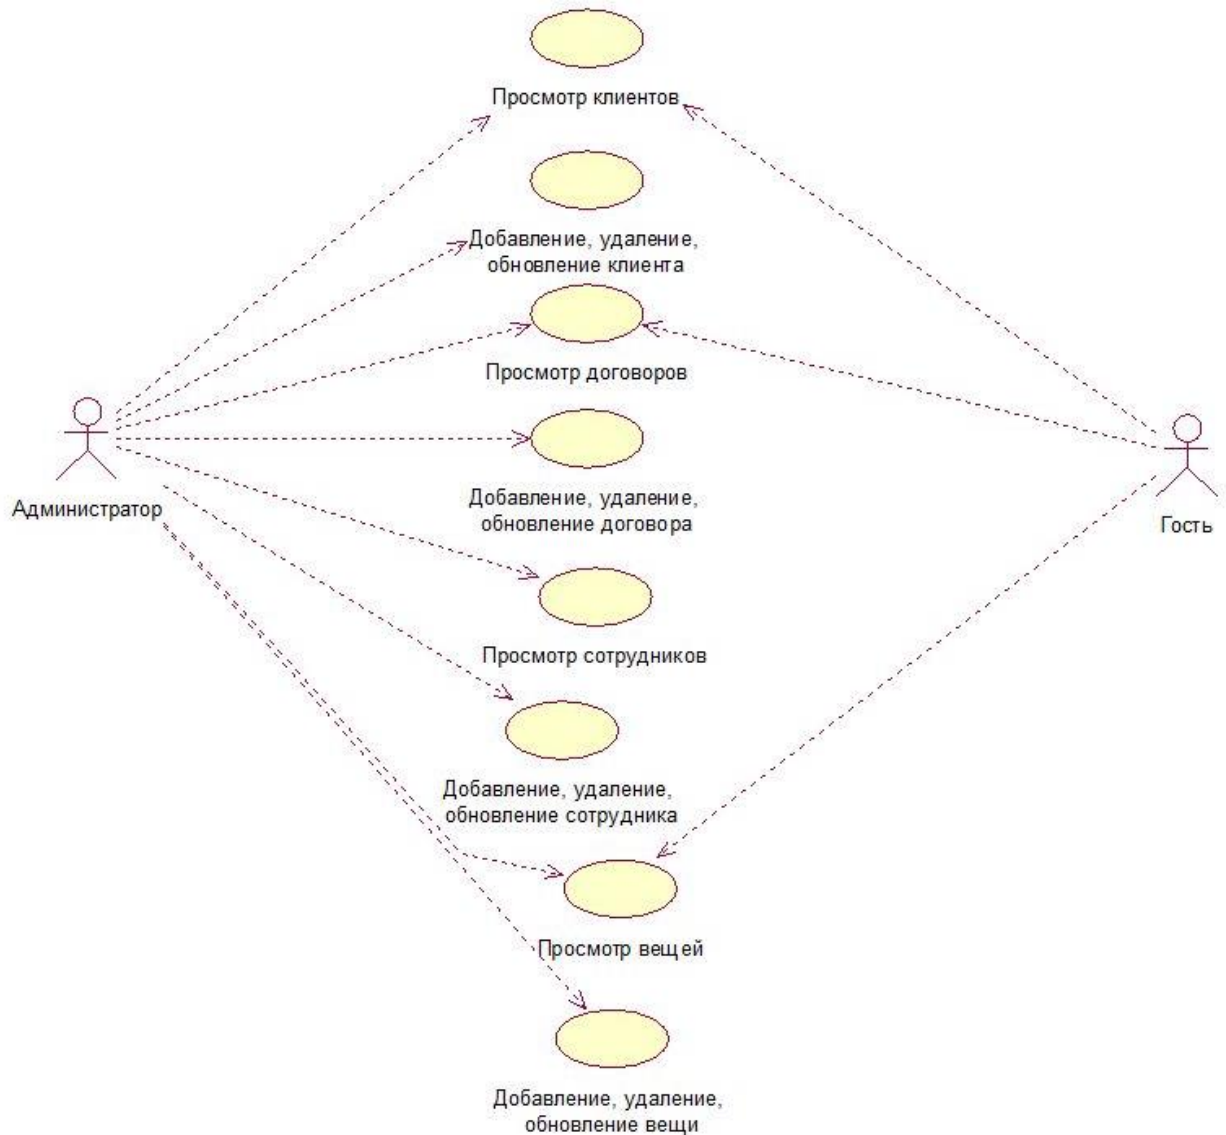 Просмотр клиентов
Добавление, удаление,
обновление клиента
Просмотр договоров
Администратор
Добавление, удаление,
обновление договора
Гость
Просмотр сотрудников
Добавление, удаление,
обновление сотрудника
Просмотр вещей
Добавление, удаление,
обновление вещи